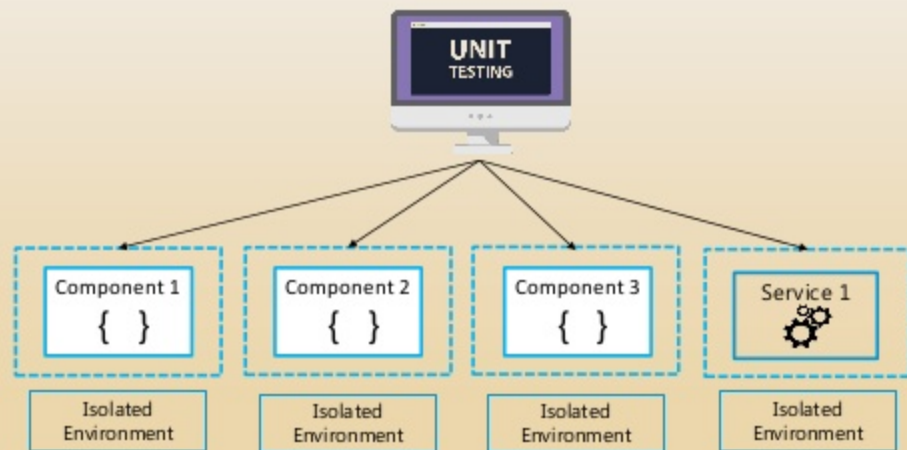 UNIT
TESTING
Component 1
{ }
Component 2
{ }
Component 3
{ }
Service 1
Isolated
Environment
Isolated
Environment
Isolated
Environment
Isolated
Environment